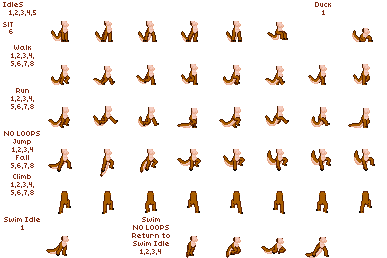 IdleS
1,2,3,4,5
Duck
1
SIT
6
Walk
1,2,3,4,
5,6,7,8
Run
1,2,3,4,
5,6,7,8
NO LOOPS
Jump
1,2,3,4
Fall
5,6,7,8
Climb
1,2,3,4,
5,6,7,8
Swim Idle
1
Swim
NO LOOPS
Return to
Swim Idle
1,2,3,4